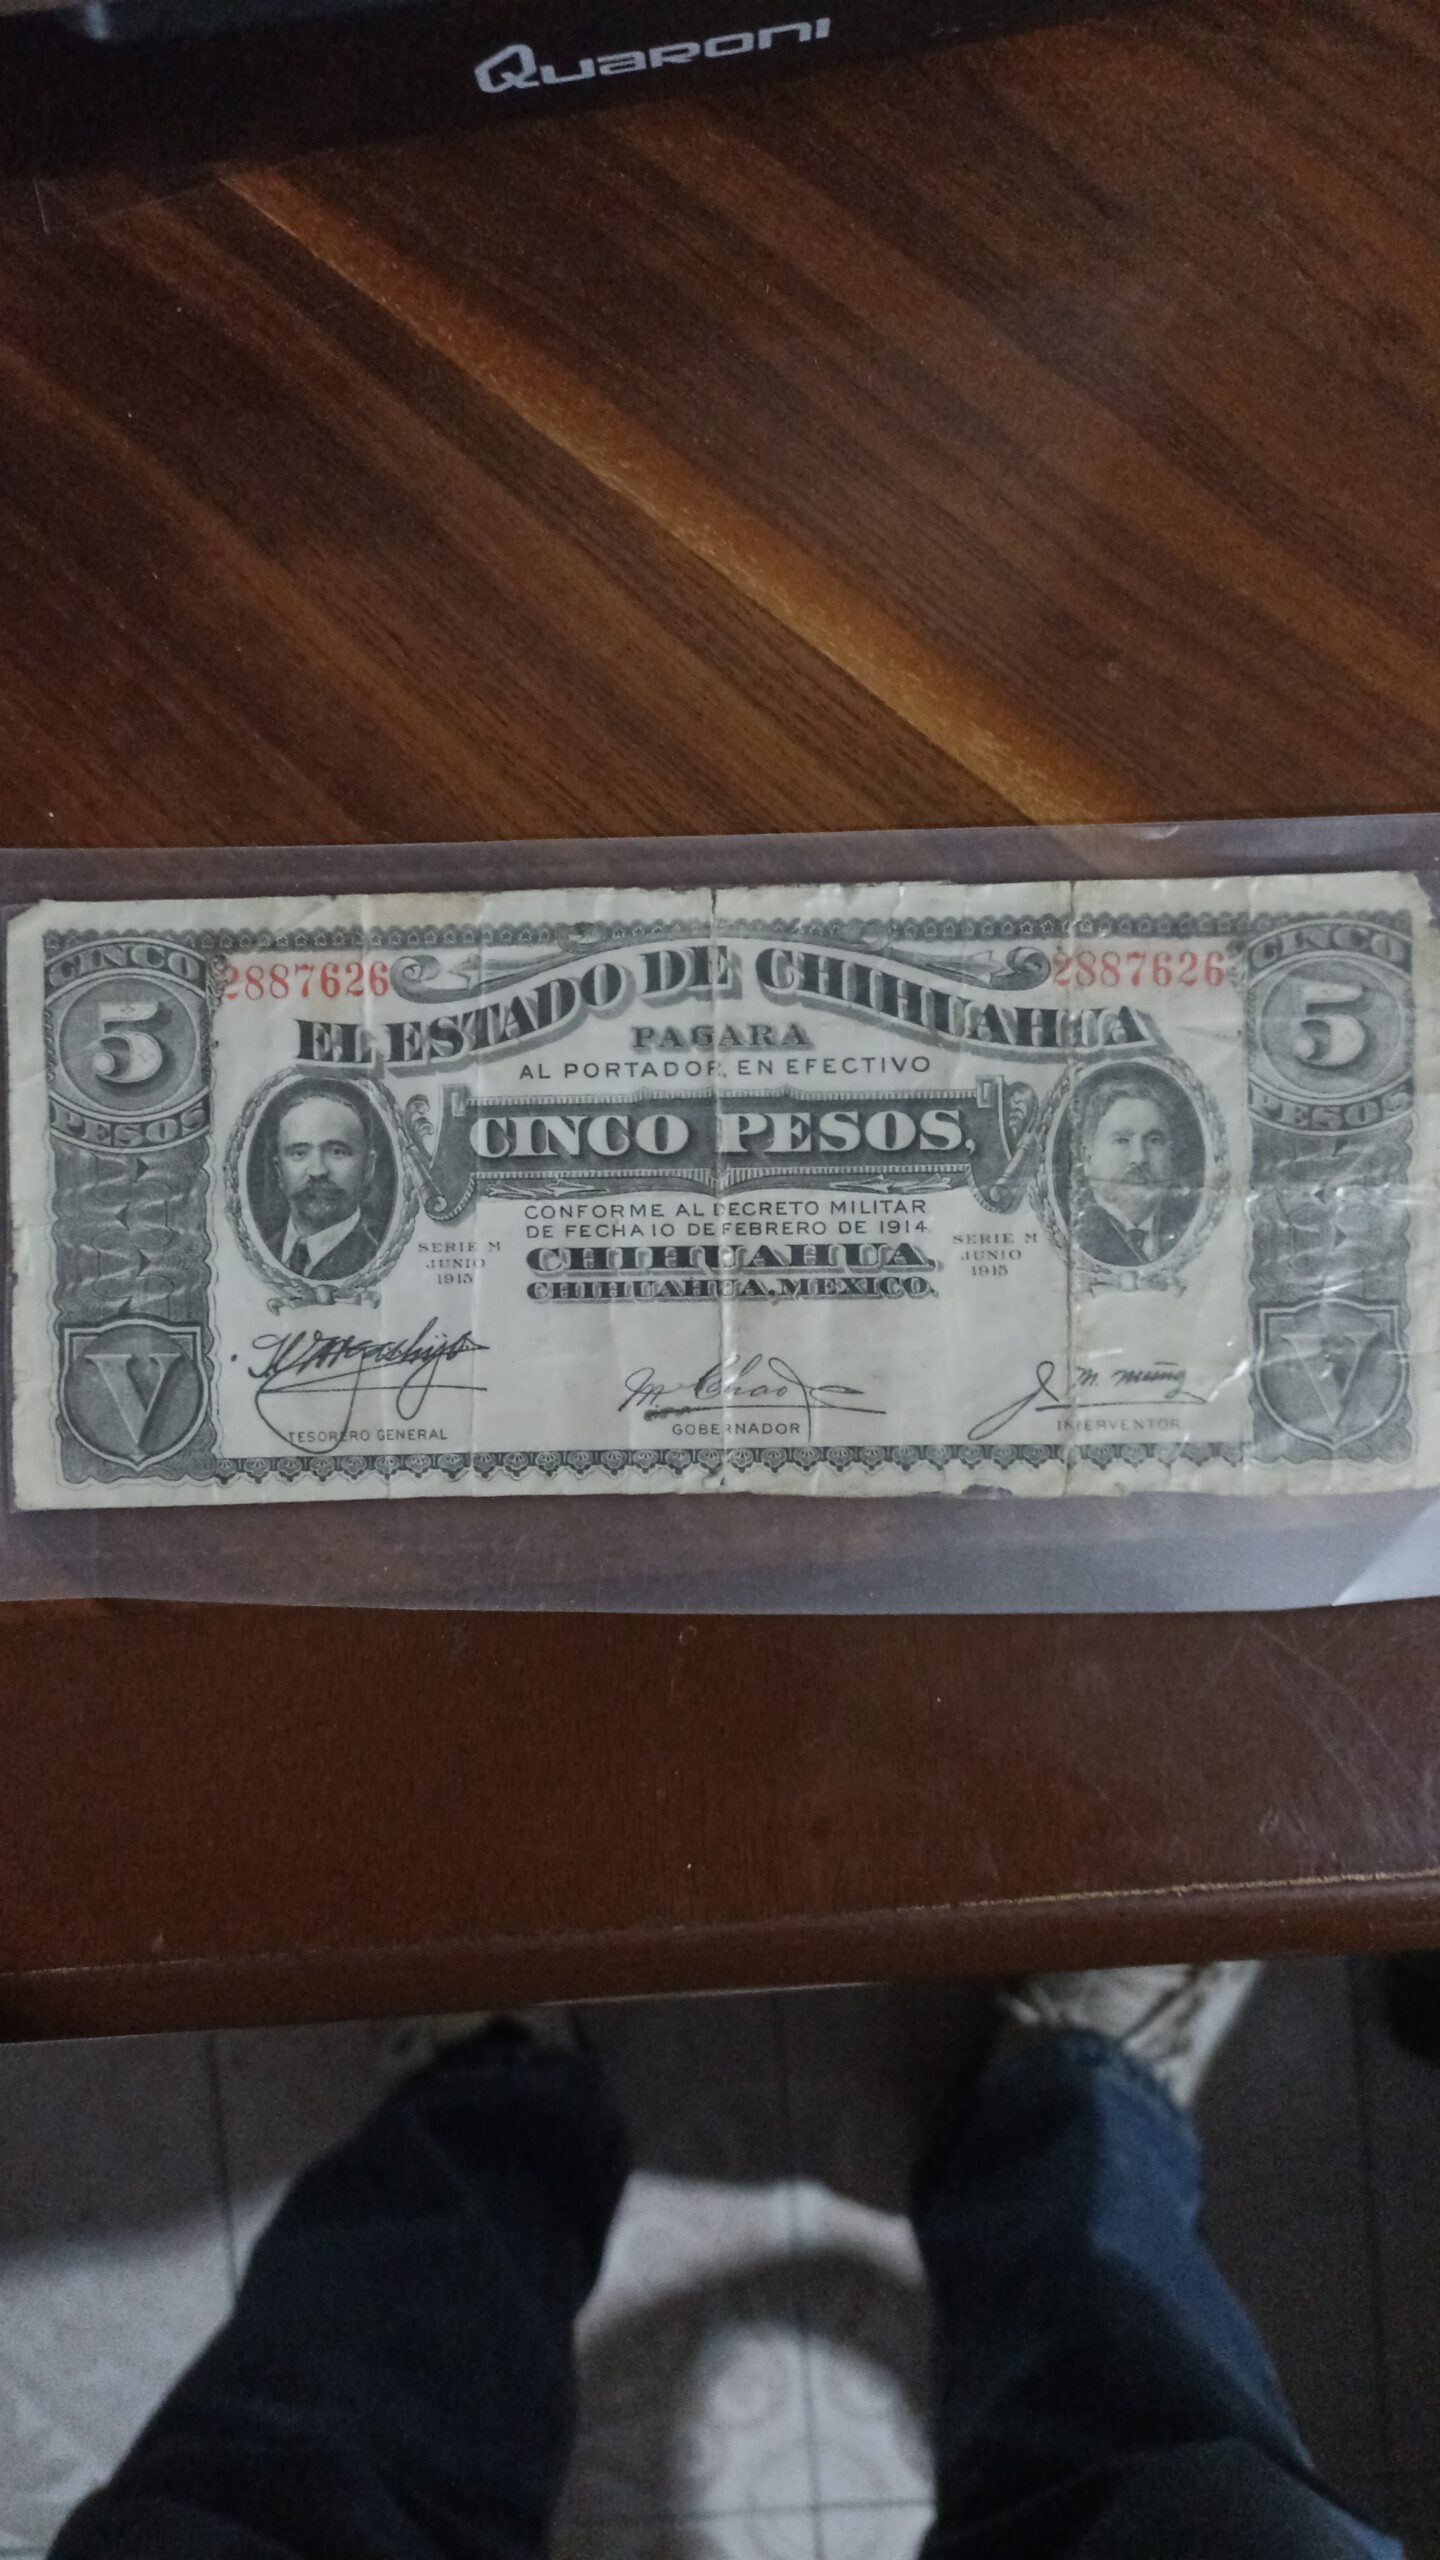 Quaroni
CINCO
5
PESOS
V
2887626
2887626
EL ESTADO DE CHIHUAHUA
PAGARA
AL PORTADOR, EN EFECTIVO
CINCO PESOS,
CONFORME AL DECRETO MILITAR
DE FECHA 10 DE FEBRERO DE 1914.
CHIHUAHUA,
CHIHUAHUA, MEXICO.
SERIE M
JUNIO
1915
SERIE M
JUNIO
1915
TESORERO GENERAL
M. Chao
GOBERNADOR
INTERVENTOR
CINCO
5
PESOS
V